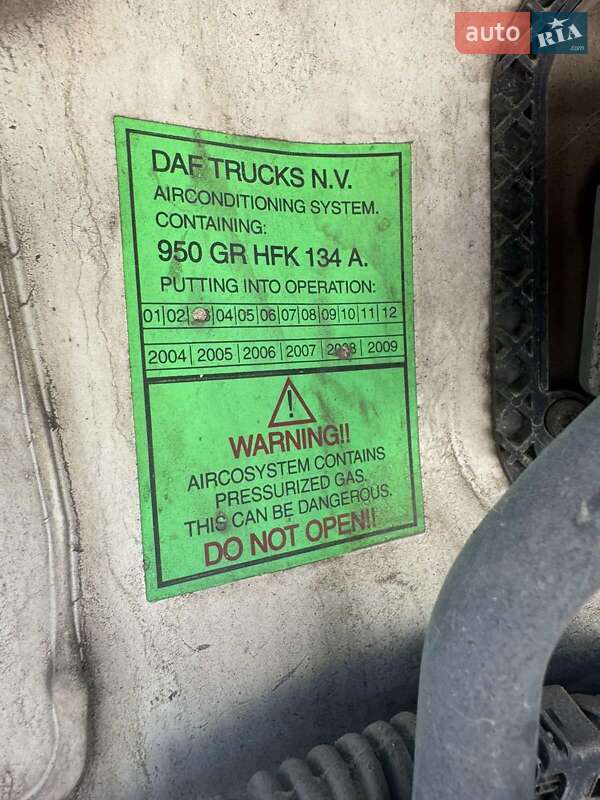 auto RIA .com
DAF TRUCKS N.V.
AIRCONDITIONING SYSTEM.
CONTAINING:
950 GR HFK 134 A.
PUTTING INTO OPERATION:
01|02| |04|05|06|07|08|09|10|11|12
2004|2005|2006|2007|2008|2009
WARNING!!
AIRCOSYSTEM CONTAINS
PRESSURIZED GAS.
THIS CAN BE DANGEROUS.
DO NOT OPEN!!